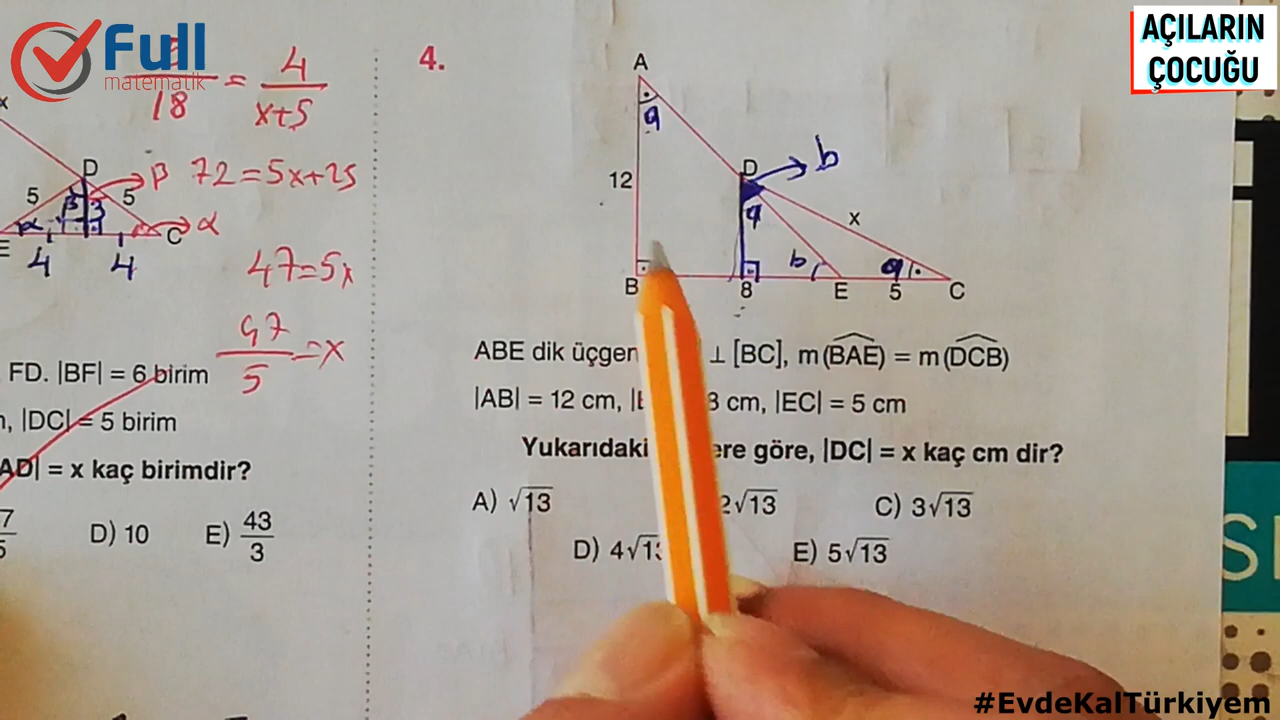 Full
matematik
AÇILARIN
ÇOCUĞU
18
=
4
x+5
x
D
β
72=5x+25
5
β
β
5
α
α
E
C
4
4
47=5x
47
5
=x
FD. |BF| = 6 birim
|DC| = 5 birim
AD| = x kaç birimdir?
D) 10 E) 43
3
4.
A
a
12
D
b
a
x
b
a
B
8
E
5
C
ABE dik üçgen ⊥ [BC], m(BAE) = m(DCB)
|AB| = 12 cm, cm, |EC| = 5 cm
Yukarıdaki göre, |DC| = x kaç cm dir?
A) √13 2√13 C) 3√13
D) 4√13 E) 5√13
#EvdeKalTürkiyem